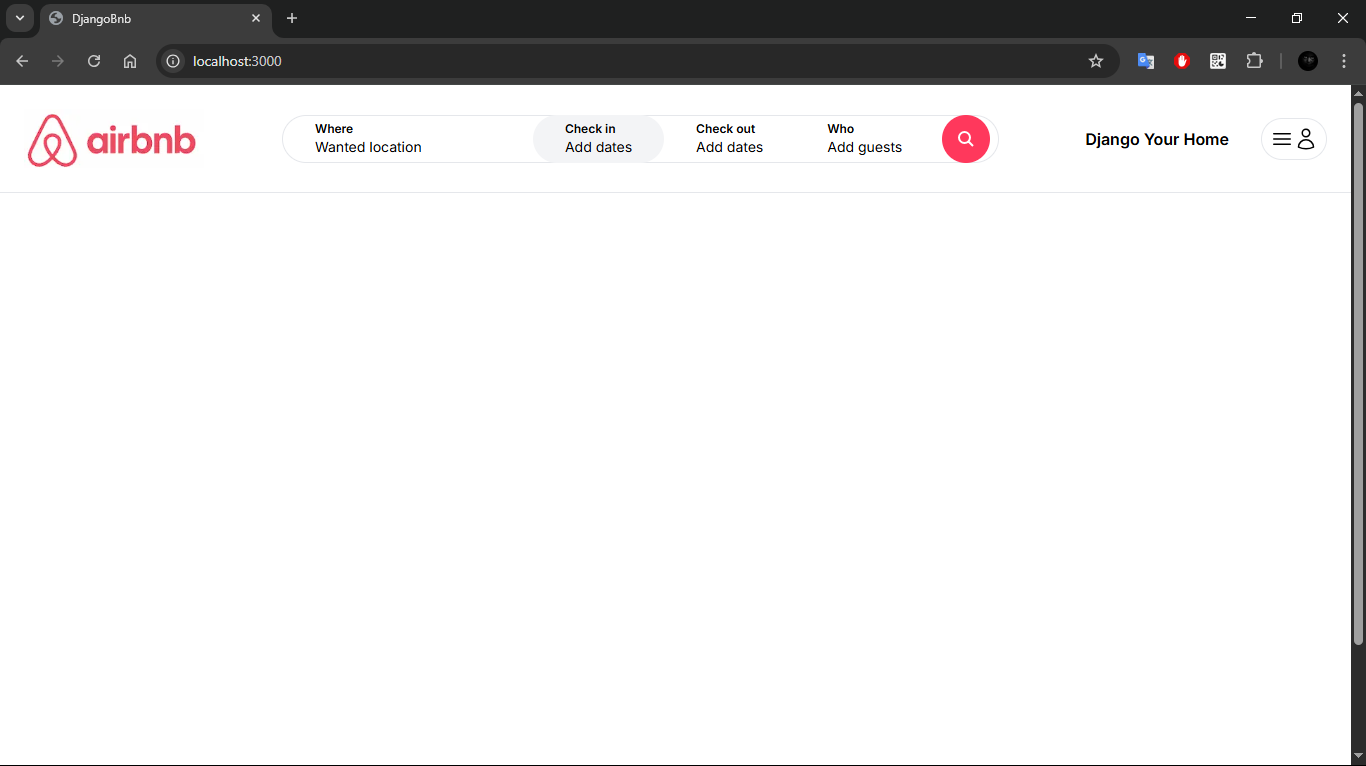 DjangoBnb
localhost:3000
airbnb
Where
Wanted location
Check in
Add dates
Check out
Add dates
Who
Add guests
Django Your Home